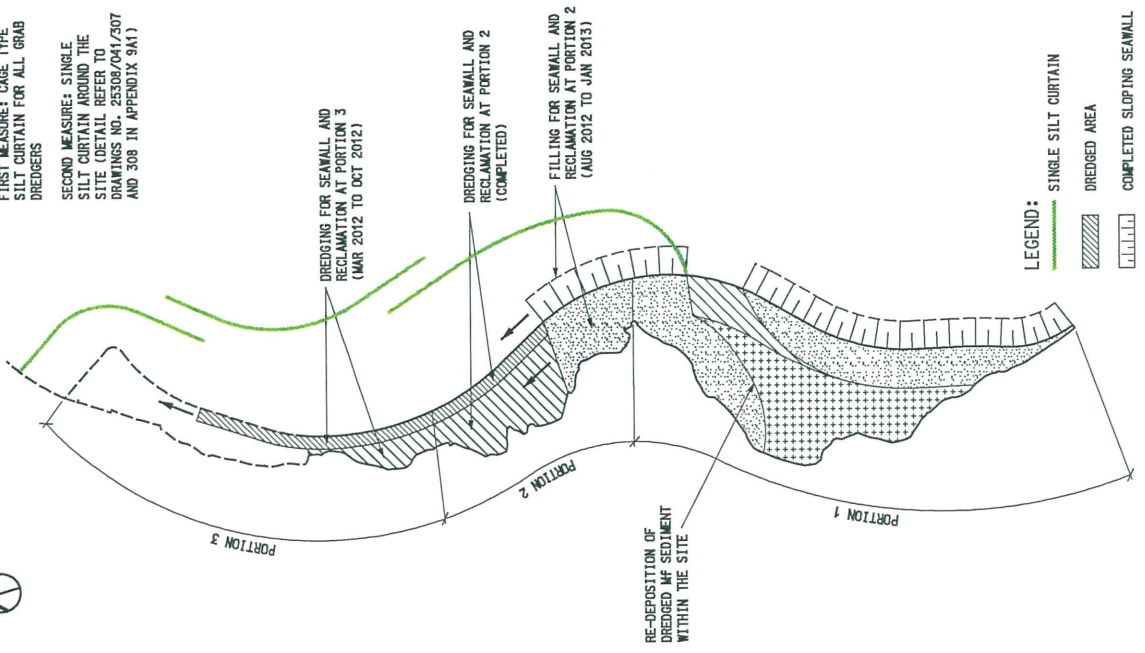 FIRST MEASURE: CAGE TYPE
SILT CURTAIN FOR ALL GRAB
DREDGERS
SECOND MEASURE: SINGLE
SILT CURTAIN AROUND THE
SITE (DETAIL REFER TO
DRAWINGS NO. 25308/041/307
AND 308 IN APPENDIX 9A1)
DREDGING FOR SEAWALL AND
RECLAMATION AT PORTION 3
(MAR 2012 TO OCT 2012)
DREDGING FOR SEAWALL AND
RECLAMATION AT PORTION 2
(COMPLETED)
FILLING FOR SEAWALL AND
RECLAMATION AT PORTION 2
(AUG 2012 TO JAN 2013)
PORTION 3
PORTION 2
PORTION 1
RE-DEPOSITION OF
DREDGED Mf SEDIMENT
WITHIN THE SITE
LEGEND:
SINGLE SILT CURTAIN
DREDGED AREA
COMPLETED SLOPING SEAWALL